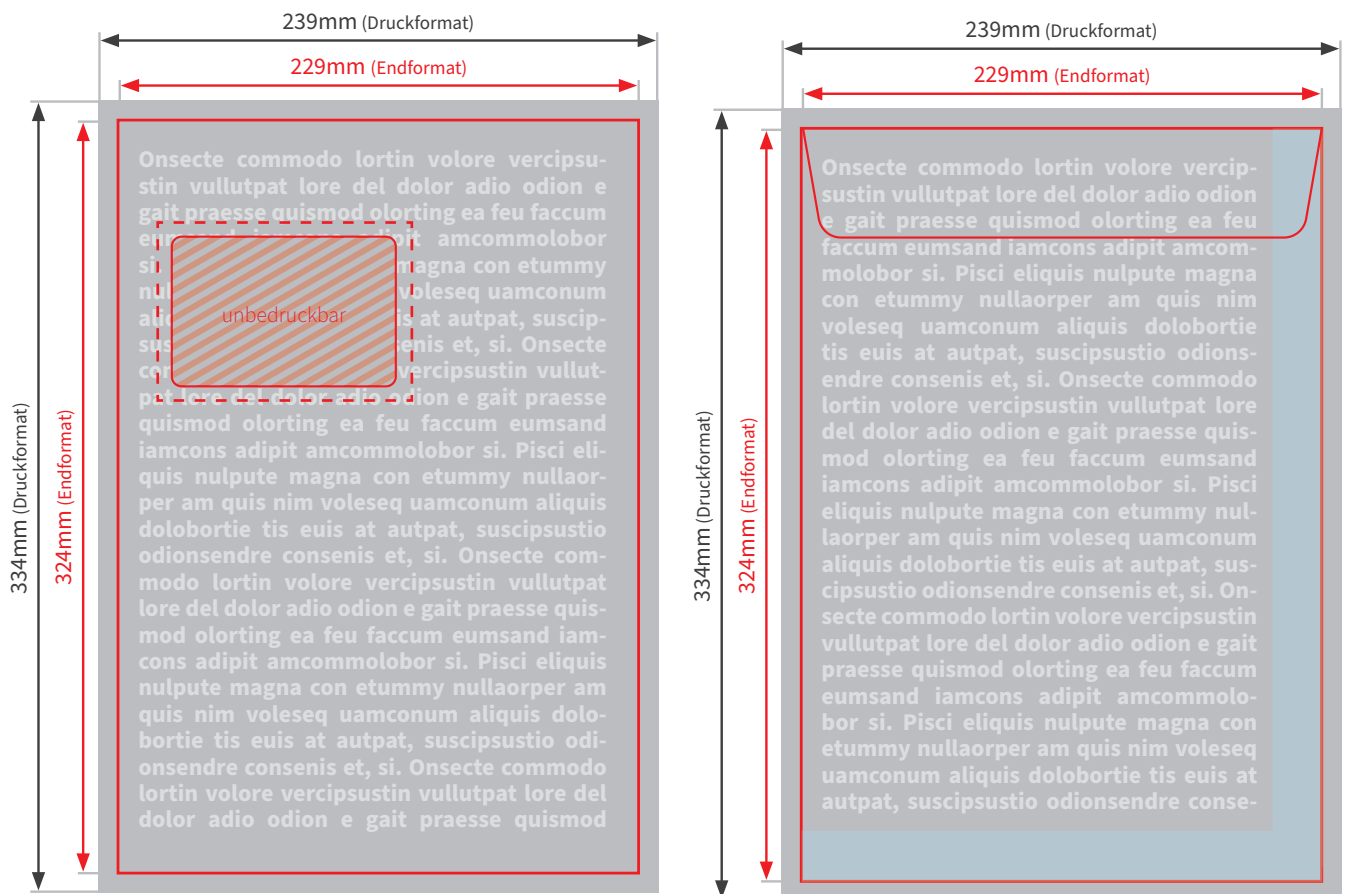 239mm (Druckformat)
229mm (Endformat)
334mm (Druckformat)
324mm (Endformat)
Onsecte commodo lortin volore vercipsu-
stin vullutpat lore del dolor adio odion e
gait praesse quismod olorting ea feu faccum
amcommolobor
si. magna con etummy
voleseq uamconum
is at autpat, suscip-
et, si. Onsecte
vercipsustin vullut-
pat lore del dolor adio odion e gait praesse
quismod olorting ea feu faccum eumsand
iamcons adipit amcommolobor si. Pisci eli-
quis nulpute magna con etummy nullaor-
per am quis nim voleseq uamconum aliquis
dolobortie tis euis at autpat, suscipsustio
odionsendre consenis et, si. Onsecte com-
modo lortin volore vercipsustin vullutpat
lore del dolor adio odion e gait praesse quis-
mod olorting ea feu faccum eumsand iam-
cons adipit amcommolobor si. Pisci eliquis
nulpute magna con etummy nullaorper am
quis nim voleseq uamconum aliquis dolo-
bortie tis euis at autpat, suscipsustio odi-
onsendre consenis et, si. Onsecte commodo
lortin volore vercipsustin vullutpat lore del
dolor adio odion e gait praesse quismod
unbedruckbar
239mm (Druckformat)
229mm (Endformat)
334mm (Druckformat)
324mm (Endformat)
Onsecte commodo lortin volore vercip-
sustin vullutpat lore del dolor adio odion
e gait praesse quismod olorting ea feu
faccum eumsand iamcons adipit amcom-
molobor si. Pisci eliquis nulpute magna
con etummy nullaorper am quis nim
voleseq uamconum aliquis dolobortie
tis euis at autpat, suscipsustio odions-
endre consenis et, si. Onsecte commodo
lortin volore vercipsustin vullutpat lore
del dolor adio odion e gait praesse quis-
mod olorting ea feu faccum eumsand
iamcons adipit amcommolobor si. Pisci
eliquis nulpute magna con etummy nul-
laorper am quis nim voleseq uamconum
aliquis dolobortie tis euis at autpat, sus-
cipsustio odionsendre consenis et, si. On-
secte commodo lortin volore vercipsustin
vullutpat lore del dolor adio odion e gait
praesse quismod olorting ea feu faccum
eumsand iamcons adipit amcommolo-
bor si. Pisci eliquis nulpute magna con
etummy nullaorper am quis nim voleseq
uamconum aliquis dolobortie tis euis at
autpat, suscipsustio odionsendre conse-